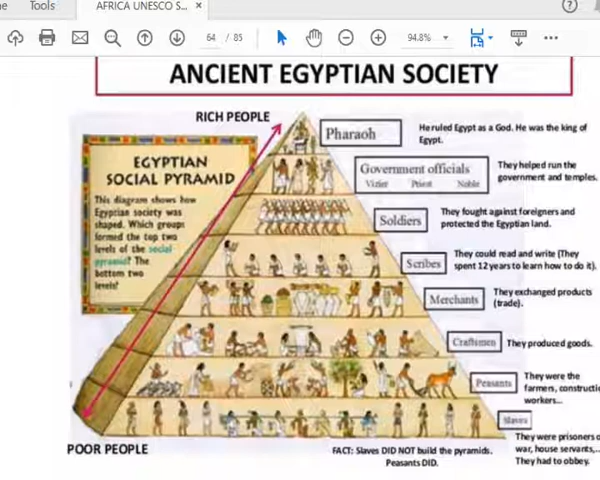 me Tools AFRICA UNESCO S... ×
64 / 85 94.8%
ANCIENT EGYPTIAN SOCIETY
RICH PEOPLE
EGYPTIAN
SOCIAL PYRAMID
This diagram shows how
Egyptian society was
shaped. Which groups
formed the top two
levels of the social
pyramid? The
bottom two
levels?
Pharaoh
He ruled Egypt as a God. He was the king of
Egypt.
Government officials
Vizier Priest Noble
They helped run the
government and temples.
Soldiers
They fought against foreigners and
protected the Egyptian land.
Scribes
They could read and write (They
spent 12 years to learn how to do it).
Merchants
They exchanged products
(trade).
Craftsmen
They produced goods.
Peasants
They were the
farmers, constructi
workers...
Slaves
They were prisoners o
war, house servants,..
They had to obey.
POOR PEOPLE
FACT: Slaves DID NOT build the pyramids.
Peasants DID.